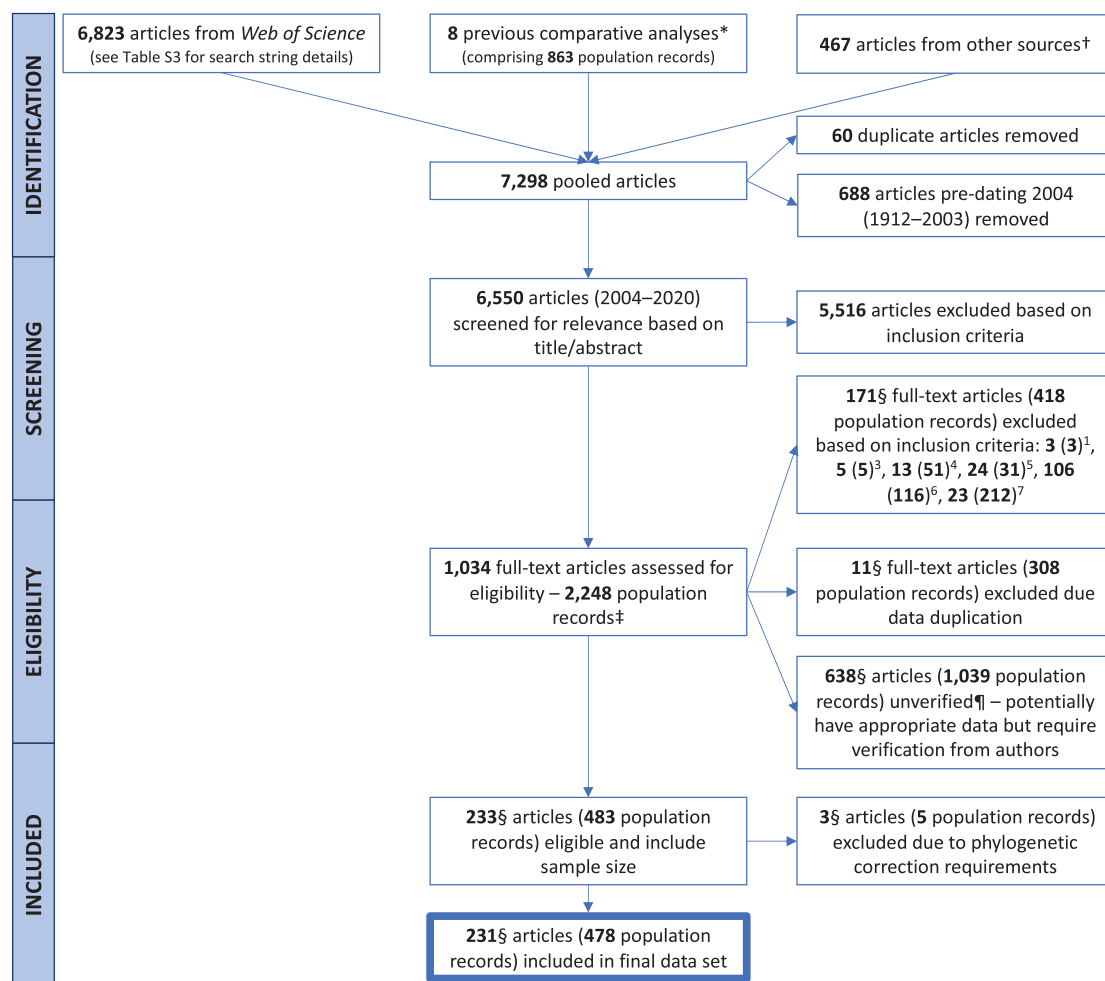 IDENTIFICATION
6,823 articles from Web of Science
(see Table S3 for search string details)
8 previous comparative analyses*
(comprising 863 population records)
467 articles from other sources†
60 duplicate articles removed
7,298 pooled articles
688 articles pre-dating 2004
(1912–2003) removed
SCREENING
6,550 articles (2004–2020)
screened for relevance based on
title/abstract
5,516 articles excluded based on
inclusion criteria
171§ full-text articles (418
population records) excluded
based on inclusion criteria: 3 (3)¹,
5 (5)³, 13 (51)⁴, 24 (31)⁵, 106
(116)⁶, 23 (212)⁷
ELIGIBILITY
1,034 full-text articles assessed for
eligibility – 2,248 population
records‡
11§ full-text articles (308
population records) excluded due
data duplication
638§ articles (1,039 population
records) unverified¶ – potentially
have appropriate data but require
verification from authors
INCLUDED
233§ articles (483 population
records) eligible and include
sample size
3§ articles (5 population records)
excluded due to phylogenetic
correction requirements
231§ articles (478 population
records) included in final data set